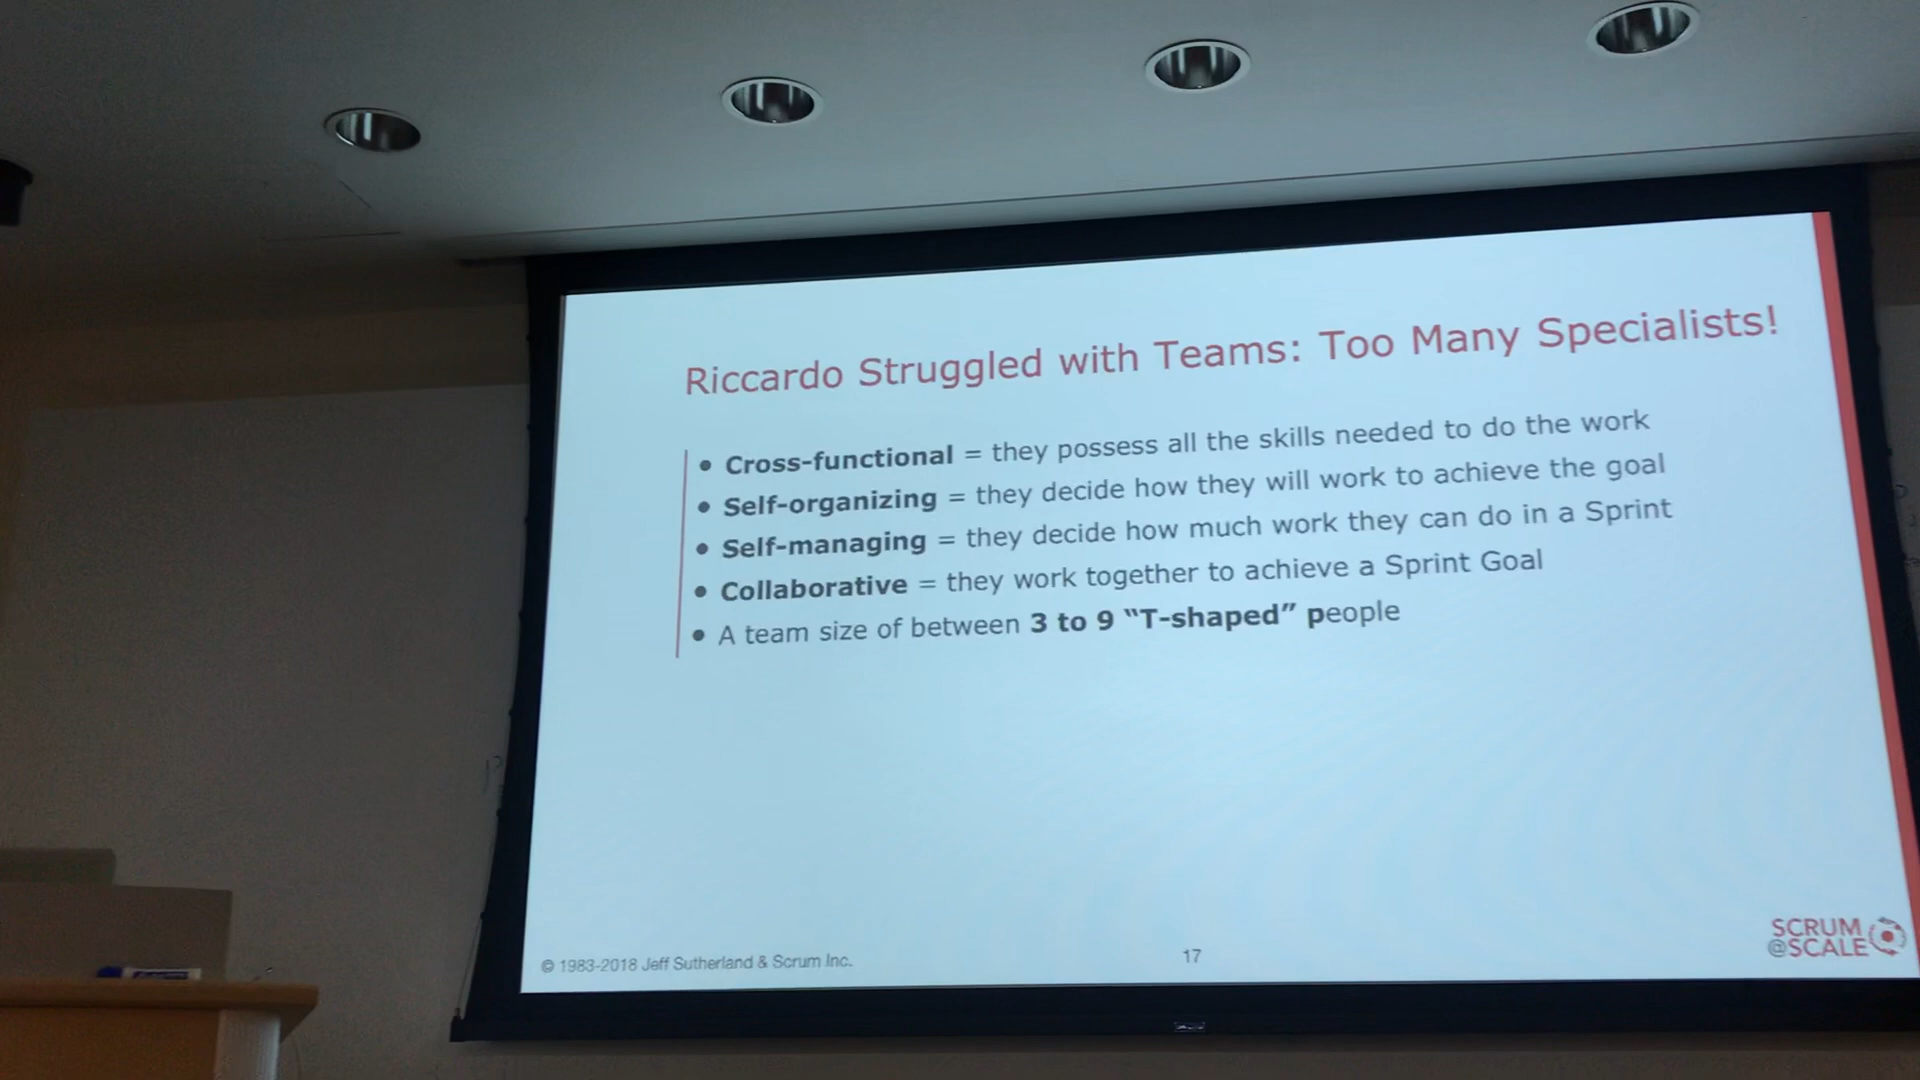 Riccardo Struggled with Teams: Too Many Specialists!
• Cross-functional = they possess all the skills needed to do the work
• Self-organizing = they decide how they will work to achieve the goal
• Self-managing = they decide how much work they can do in a Sprint
• Collaborative = they work together to achieve a Sprint Goal
• A team size of between 3 to 9 “T-shaped” people
© 1983-2018 Jeff Sutherland & Scrum Inc.
17
SCRUM
@SCALE